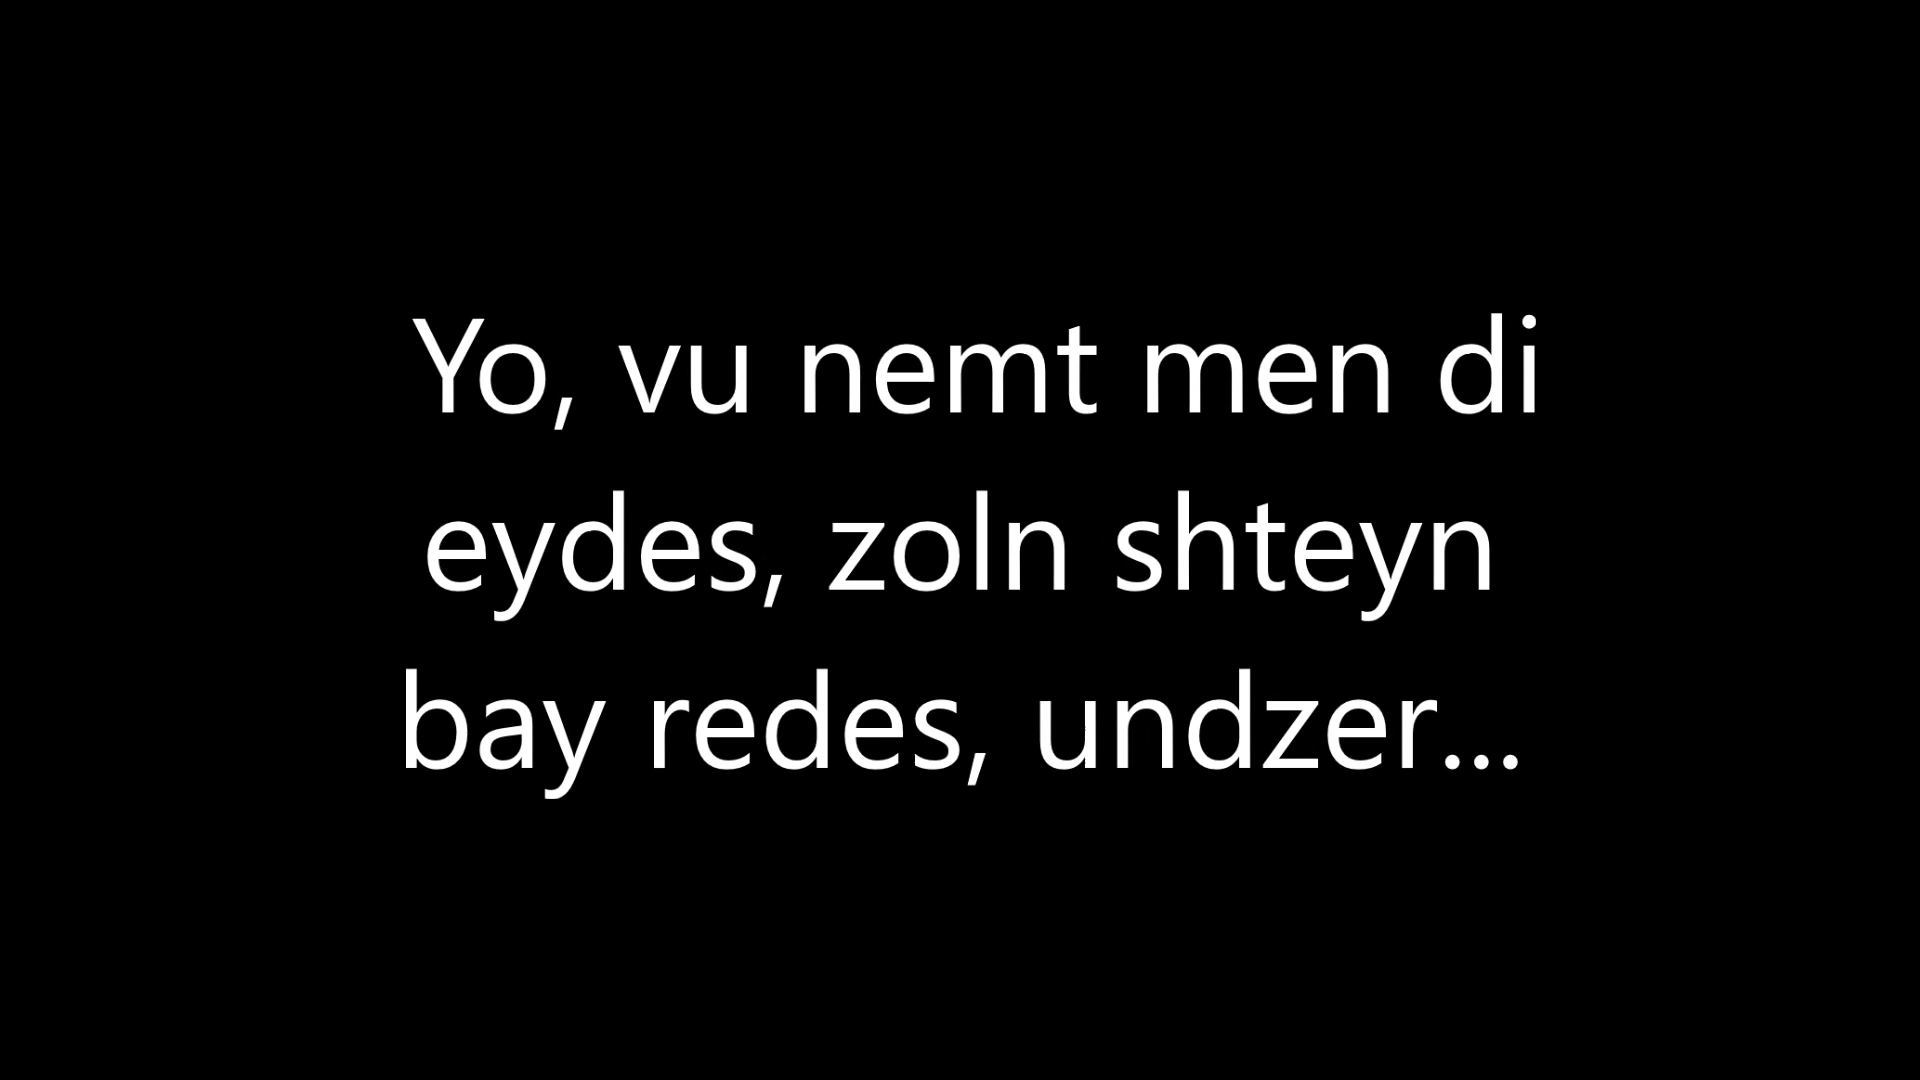 Yo, vu nemt men di
eydes, zoln shteyn
bay redes, undzer...